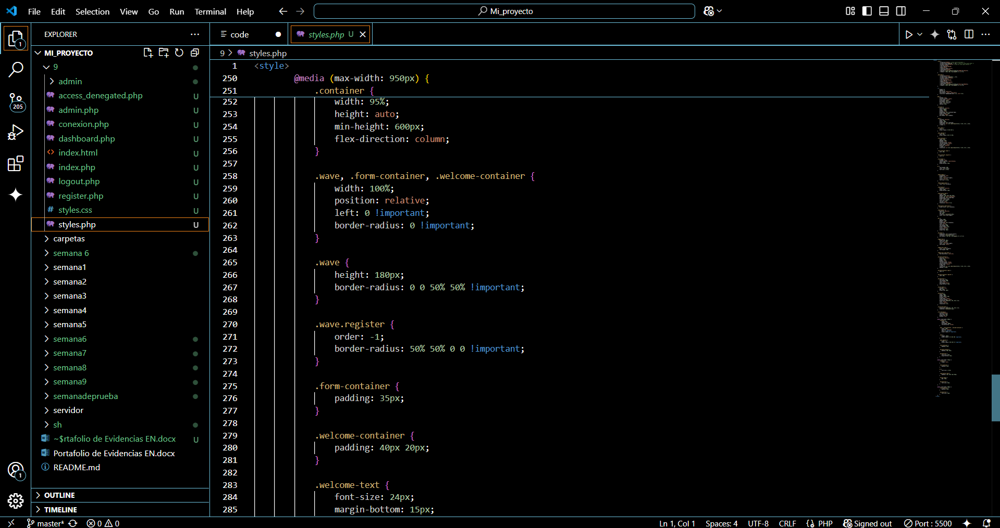 File Edit Selection View Go Run Terminal Help
Mi_proyecto
EXPLORER
code
styles.php U
MI_PROYECTO
9 > styles.php
9
admin
access_denegated.php U
admin.php U
conexion.php U
dashboard.php U
index.html U
index.php U
logout.php U
register.php U
styles.css U
styles.php U
carpetas
semana 6
semana1
semana2
semana3
semana4
semana5
semana6
semana7
semana8
semana9
semanadeprueba
servidor
sh
~$rtafolio de Evidencias EN.docx U
Portafolio de Evidencias EN.docx
README.md
OUTLINE
TIMELINE
1
205
1
1 <style>
250 @media (max-width: 950px) {
251 .container {
252 width: 95%;
253 height: auto;
254 min-height: 600px;
255 flex-direction: column;
256 }
257
258 .wave, .form-container, .welcome-container {
259 width: 100%;
260 position: relative;
261 left: 0 !important;
262 border-radius: 0 !important;
263 }
264
265 .wave {
266 height: 180px;
267 border-radius: 0 0 50% 50% !important;
268 }
269
270 .wave.register {
271 order: -1;
272 border-radius: 50% 50% 0 0 !important;
273 }
274
275 .form-container {
276 padding: 35px;
277 }
278
279 .welcome-container {
280 padding: 40px 20px;
281 }
282
283 .welcome-text {
284 font-size: 24px;
285 margin-bottom: 15px;
master* 0 0
Ln 1, Col 1 Spaces: 4 UTF-8 CRLF {} PHP Signed out Port : 5500